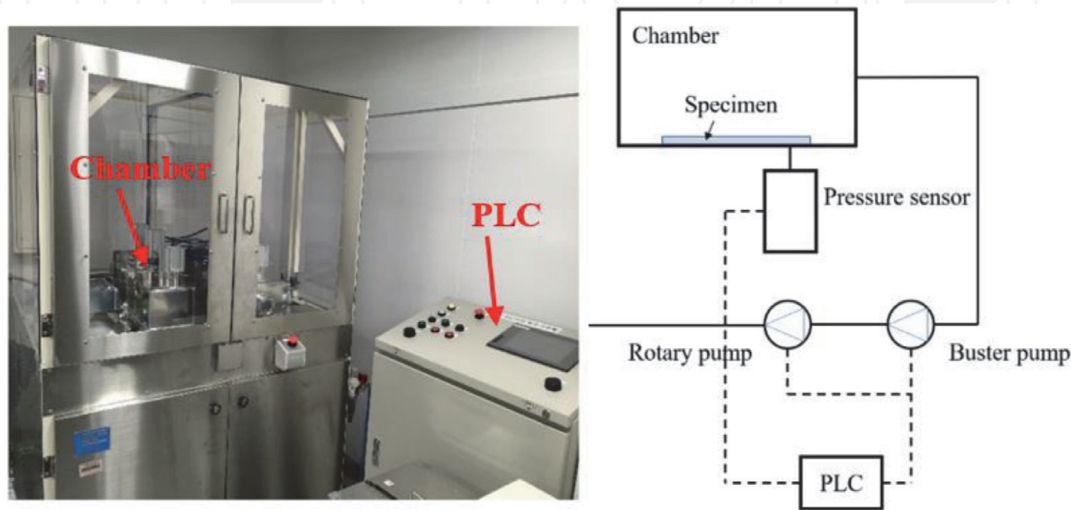 Chamber
PLC
Chamber
Specimen
Pressure sensor
Rotary pump
Buster pump
PLC